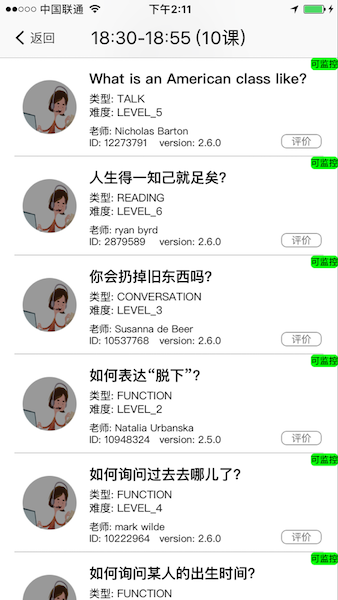 中国联通 下午2:11
返回 18:30-18:55 (10课)
可监控
What is an American class like?
类型: TALK
难度: LEVEL_5
老师: Nicholas Barton
ID: 12273791 version: 2.6.0 评价
可监控
人生得一知己就足矣?
类型: READING
难度: LEVEL_6
老师: ryan byrd
ID: 2879589 version: 2.6.0 评价
可监控
你会扔掉旧东西吗?
类型: CONVERSATION
难度: LEVEL_3
老师: Susanna de Beer
ID: 10537768 version: 2.6.0 评价
可监控
如何表达“脱下”?
类型: FUNCTION
难度: LEVEL_2
老师: Natalia Urbanska
ID: 10948324 version: 2.5.0 评价
可监控
如何询问过去去哪儿了?
类型: FUNCTION
难度: LEVEL_4
老师: mark wilde
ID: 10222964 version: 2.6.0 评价
可监控
如何询问某人的出生时间?
类型: FUNCTION